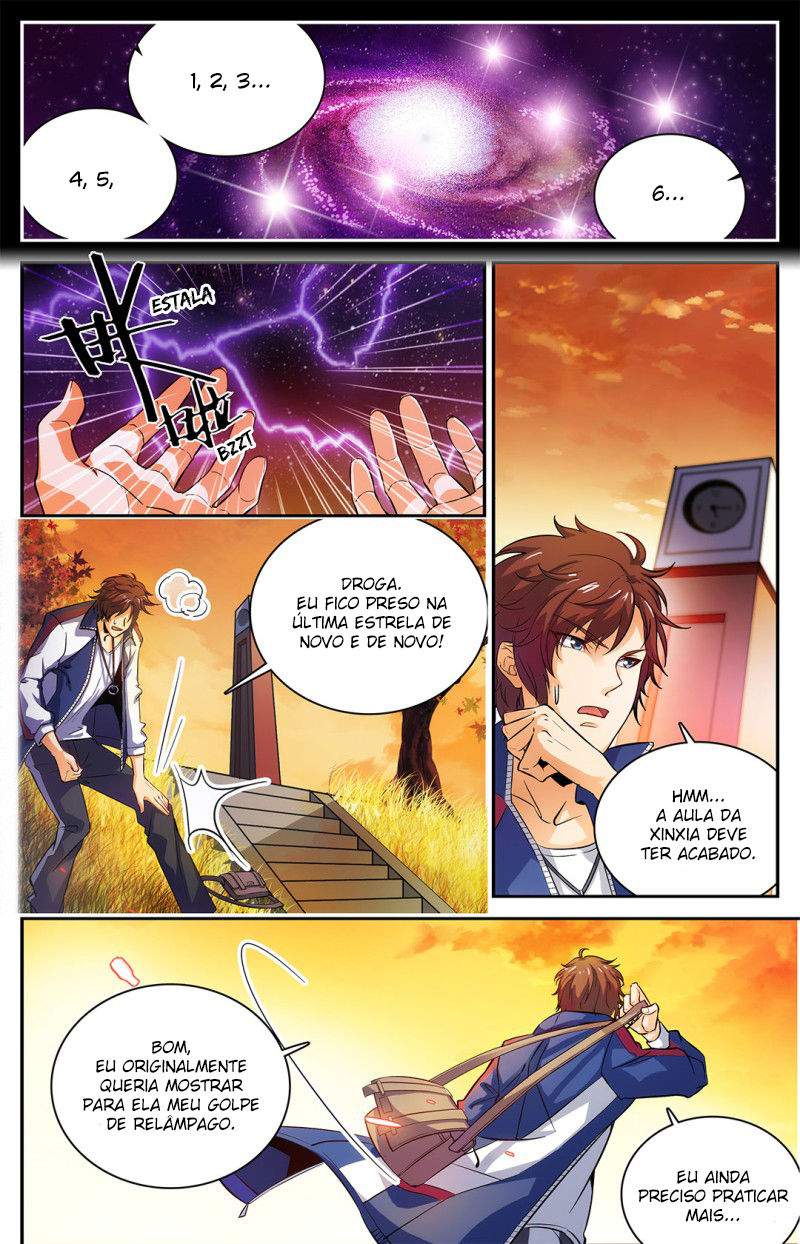 1, 2, 3...
4, 5,
6...
ESTALA
BZZT
DROGA.
EU FICO PRESO NA
ÚLTIMA ESTRELA DE
NOVO E DE NOVO!
HMM...
A AULA DA
XINXIA DEVE
TER ACABADO.
BOM,
EU ORIGINALMENTE
QUERIA MOSTRAR
PARA ELA MEU GOLPE
DE RELÂMPAGO.
EU AINDA
PRECISO PRATICAR
MAIS...